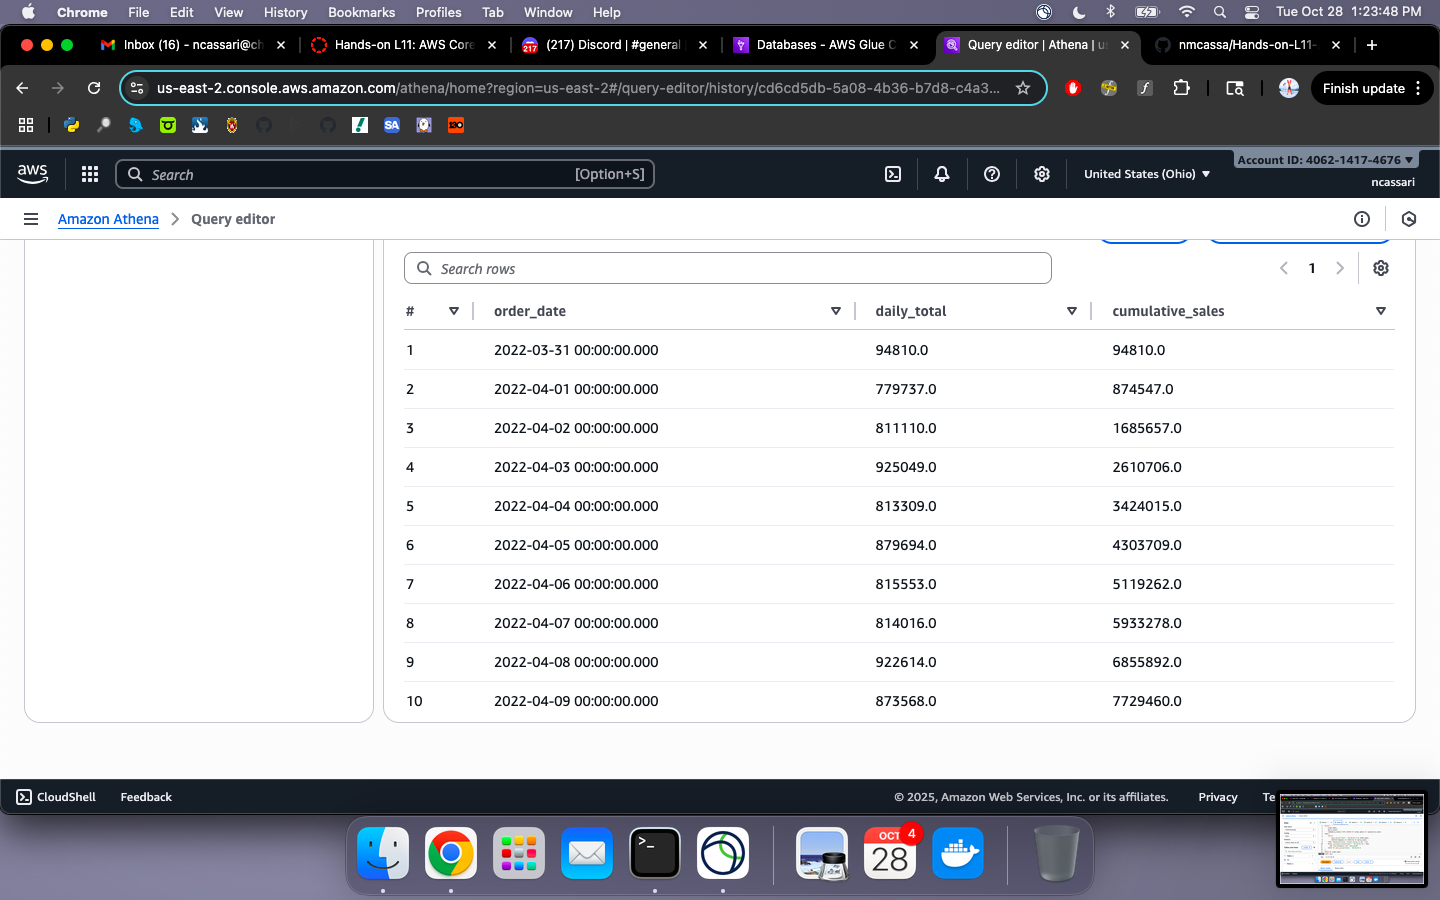 Chrome File Edit View History Bookmarks Profiles Tab Window Help Tue Oct 28 1:23:48 PM
Inbox (16) - ncassari@ch Hands-on L11: AWS Core (217) Discord | #general Databases - AWS Glue C Query editor | Athena | us nmcassa/Hands-on-L11-
217
us-east-2.console.aws.amazon.com/athena/home?region=us-east-2#/query-editor/history/cd6cd5db-5a08-4b36-b7d8-c4a3... Finish update
SA 130
aws Search [Option+S] United States (Ohio) Account ID: 4062-1417-4676
ncassari
Amazon Athena Query editor
Search rows 1
# order_date daily_total cumulative_sales
1 2022-03-31 00:00:00.000 94810.0 94810.0
2 2022-04-01 00:00:00.000 779737.0 874547.0
3 2022-04-02 00:00:00.000 811110.0 1685657.0
4 2022-04-03 00:00:00.000 925049.0 2610706.0
5 2022-04-04 00:00:00.000 813309.0 3424015.0
6 2022-04-05 00:00:00.000 879694.0 4303709.0
7 2022-04-06 00:00:00.000 815553.0 5119262.0
8 2022-04-07 00:00:00.000 814016.0 5933278.0
9 2022-04-08 00:00:00.000 922614.0 6855892.0
10 2022-04-09 00:00:00.000 873568.0 7729460.0
CloudShell Feedback © 2025, Amazon Web Services, Inc. or its affiliates. Privacy Te
OCT 4
28